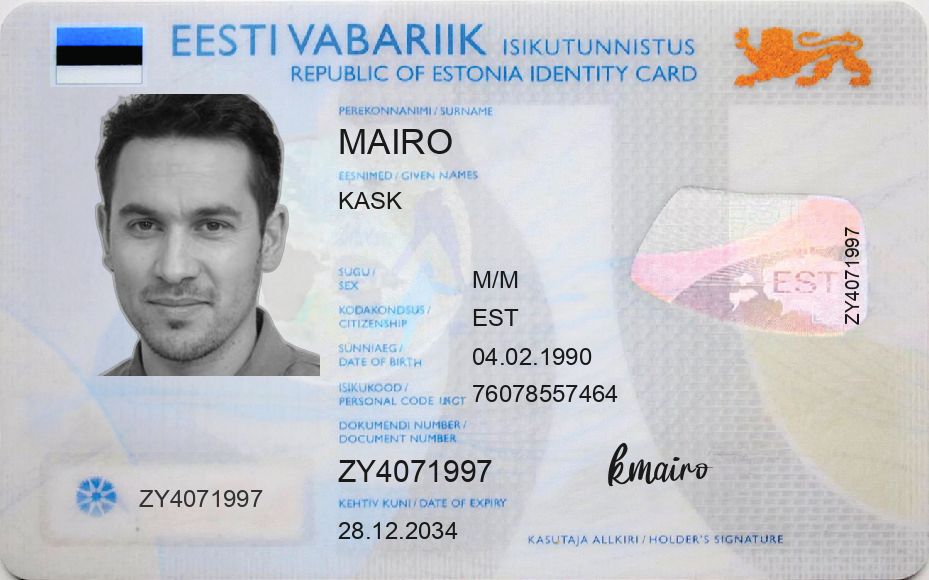 EESTI VABARIIK ISIKUTUNNISTUS
REPUBLIC OF ESTONIA IDENTITY CARD
PEREKONNANIMI / SURNAME
MAIRO
EESNIMED / GIVEN NAMES
KASK
SUGU /
SEX
M/M
KODAKONDSUS /
CITIZENSHIP
EST
SÜNNIAEG /
DATE OF BIRTH
04.02.1990
ISIKUKOOD /
PERSONAL CODE
76078557464
DOKUMENDI NUMBER /
DOCUMENT NUMBER
ZY4071997
KEHTIV KUNI / DATE OF EXPIRY
28.12.2034
ZY4071997
EST
ZY4071997
kmairo
KASUTAJA ALLKIRI / HOLDER'S SIGNATURE